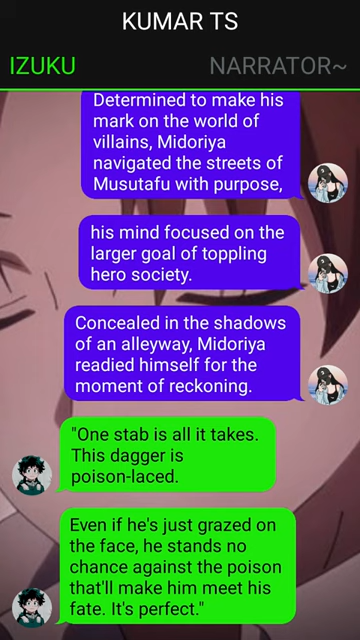 KUMAR TS
IZUKU NARRATOR~
Determined to make his
mark on the world of
villains, Midoriya
navigated the streets of
Musutafu with purpose,
his mind focused on the
larger goal of toppling
hero society.
Concealed in the shadows
of an alleyway, Midoriya
readied himself for the
moment of reckoning.
"One stab is all it takes.
This dagger is
poison-laced.
Even if he's just grazed on
the face, he stands no
chance against the poison
that'll make him meet his
fate. It's perfect."